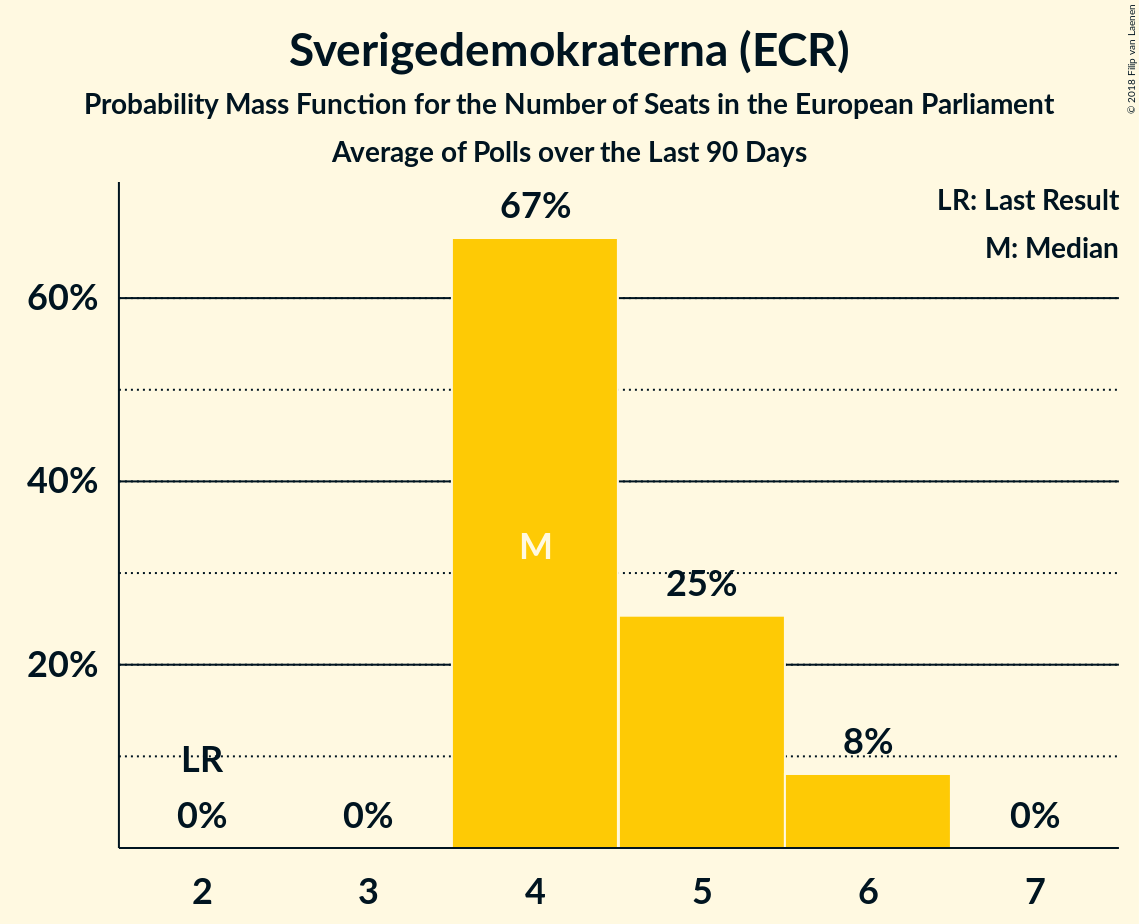 Sverigedemokraterna (ECR)
Probability Mass Function for the Number of Seats in the European Parliament
Average of Polls over the Last 90 Days
© 2018 Filip van Laenen
LR: Last Result
M: Median
67%
60%
40%
M
25%
20%
8%
LR
0%
0%
0%
2
3
4
5
6
7